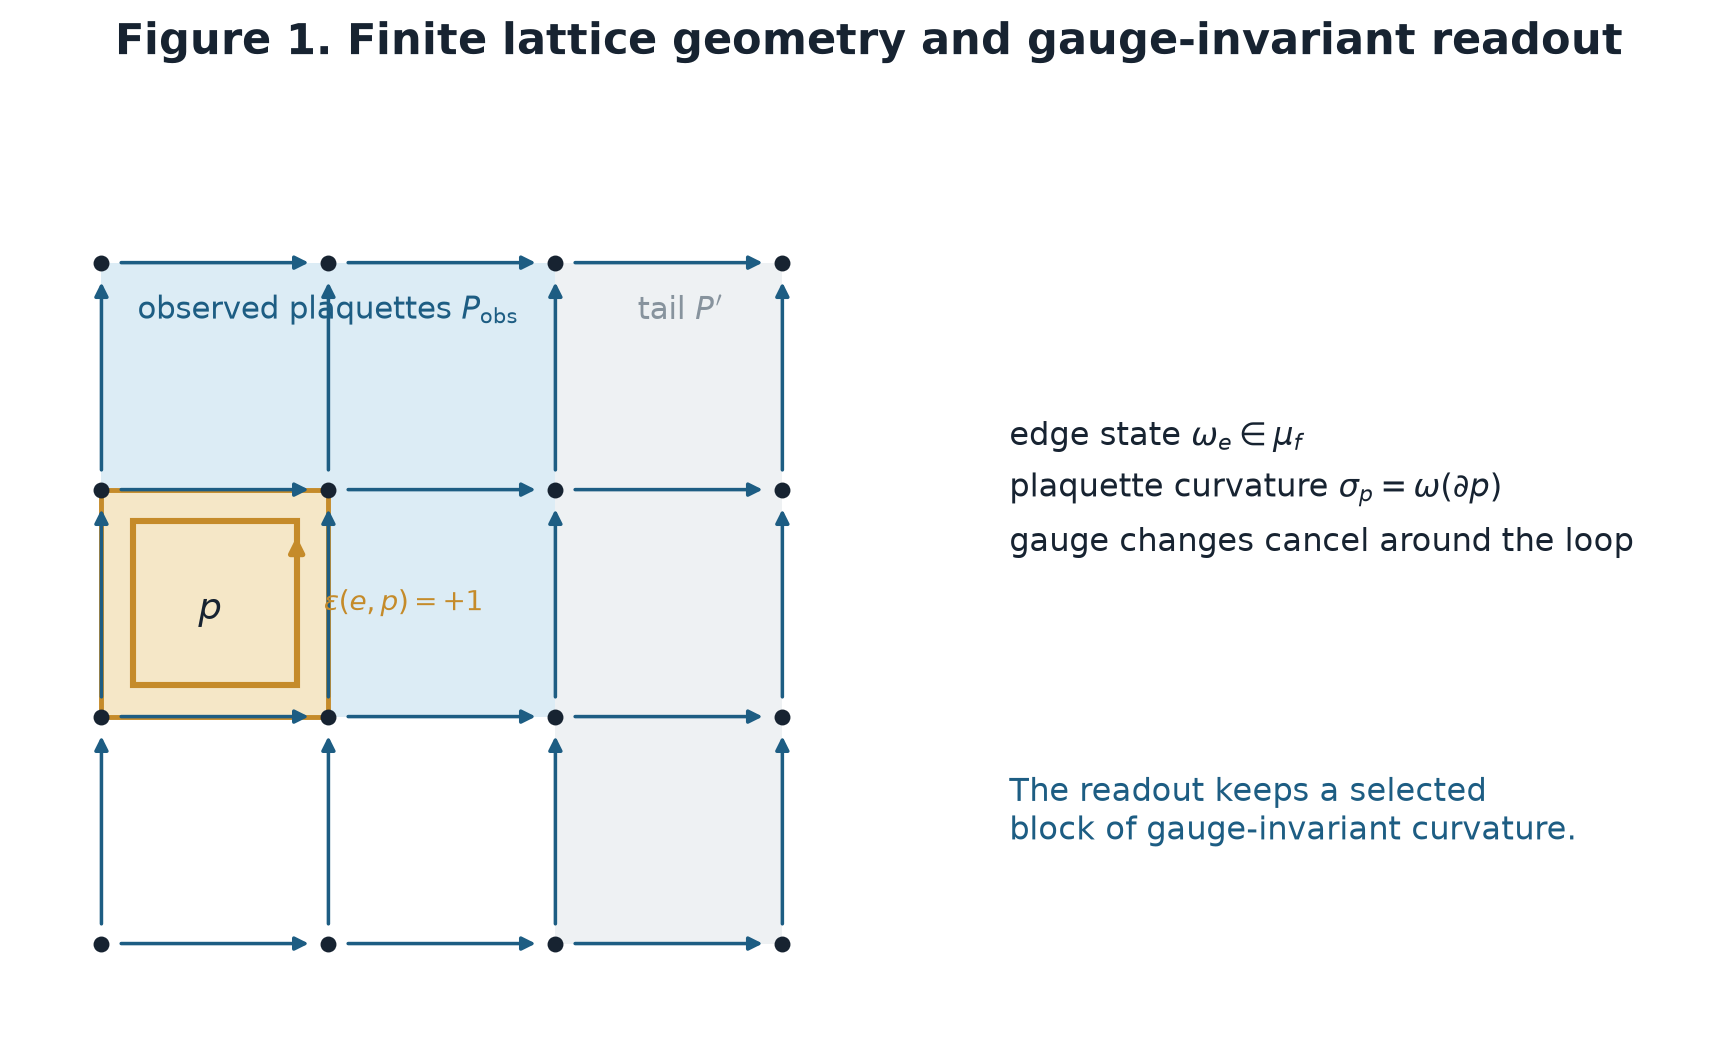 Figure 1. Finite lattice geometry and gauge-invariant readout
observed plaquettes P_obs
tail P′
edge state ω_e ∈ μ_f
plaquette curvature σ_p = ω(∂p)
gauge changes cancel around the loop
p
ε(e, p) = +1
The readout keeps a selected
block of gauge-invariant curvature.